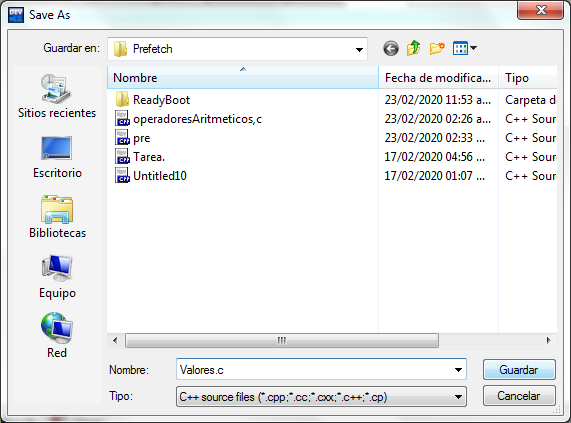 DEV
Save As
Guardar en: Prefetch
Nombre Fecha de modifica... Tipo
ReadyBoot 23/02/2020 11:53 a... Carpeta d
operadoresAritmeticos,c 23/02/2020 02:26 a... C++ Sour
pre 23/02/2020 02:33 ... C++ Sour
Tarea. 17/02/2020 04:56 ... C++ Sour
Untitled10 17/02/2020 01:07 ... C++ Sour
Sitios recientes
Escritorio
Bibliotecas
Equipo
Red
Nombre: Valores.c Guardar
Tipo: C++ source files (*.cpp;*.cc;*.cxx;*.c++;*.cp) Cancelar